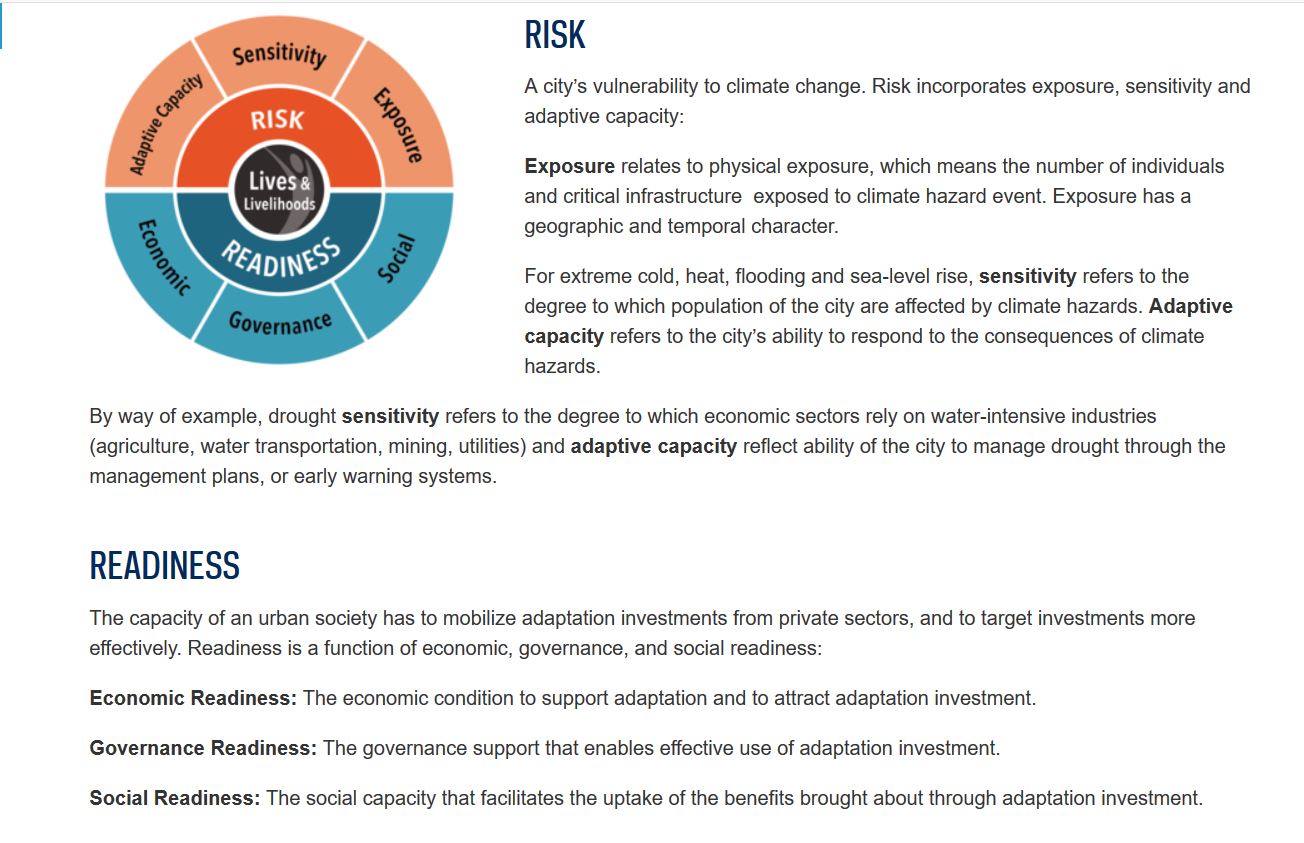 Sensitivity
Adaptive Capacity
Exposure
RISK
Lives &
Livelihoods
READINESS
Economic
Social
Governance
RISK
A city’s vulnerability to climate change. Risk incorporates exposure, sensitivity and
adaptive capacity:
Exposure relates to physical exposure, which means the number of individuals
and critical infrastructure  exposed to climate hazard event. Exposure has a
geographic and temporal character.
For extreme cold, heat, flooding and sea-level rise, sensitivity refers to the
degree to which population of the city are affected by climate hazards. Adaptive
capacity refers to the city’s ability to respond to the consequences of climate
hazards.
By way of example, drought sensitivity refers to the degree to which economic sectors rely on water-intensive industries
(agriculture, water transportation, mining, utilities) and adaptive capacity reflect ability of the city to manage drought through the
management plans, or early warning systems.
READINESS
The capacity of an urban society has to mobilize adaptation investments from private sectors, and to target investments more
effectively. Readiness is a function of economic, governance, and social readiness:
Economic Readiness: The economic condition to support adaptation and to attract adaptation investment.
Governance Readiness: The governance support that enables effective use of adaptation investment.
Social Readiness: The social capacity that facilitates the uptake of the benefits brought about through adaptation investment.